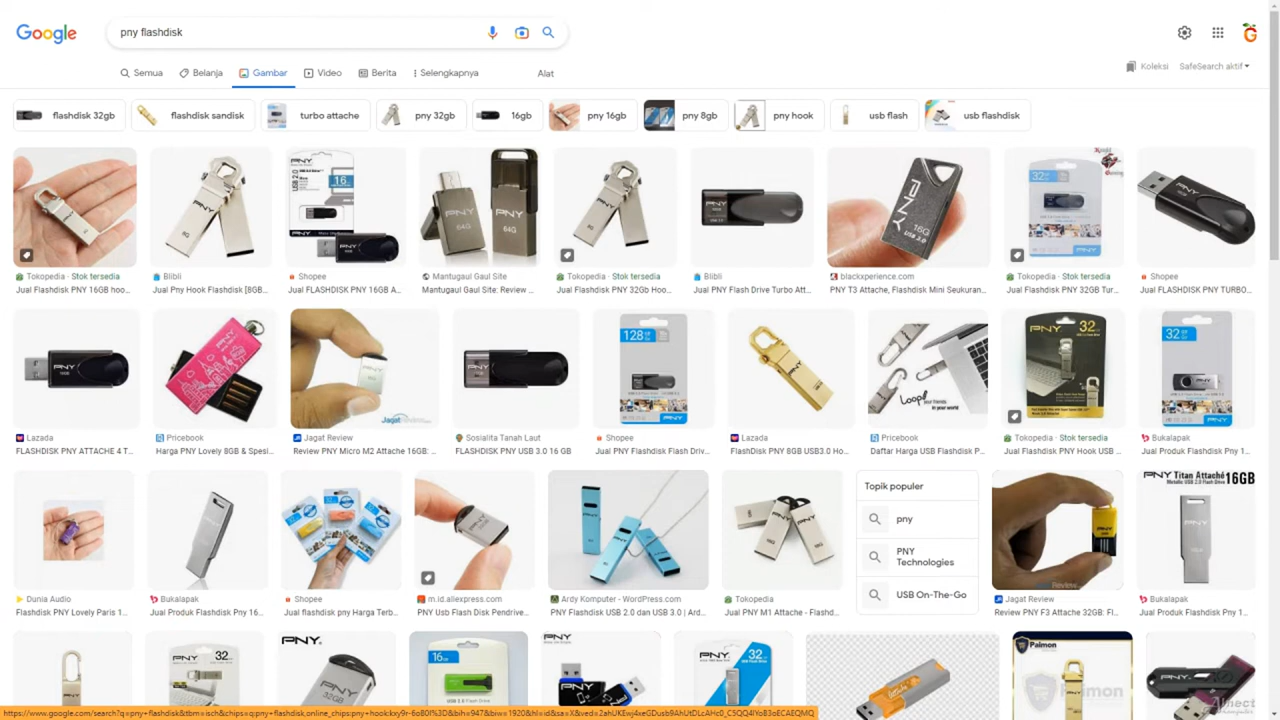 Google
pny flashdisk
Semua
Belanja
Gambar
Video
Berita
Selengkapnya
Alat
Koleksi
SafeSearch aktif
flashdisk 32gb
flashdisk sandisk
turbo attache
pny 32gb
16gb
pny 16gb
pny 8gb
pny hook
usb flash
usb flashdisk
Tokopedia · Stok tersedia
Jual Flashdisk PNY 16GB hoo...
Blibli
Jual Pny Hook Flashdisk [8GB...
Shopee
Jual FLASHDISK PNY 16GB A...
Mantugaul Gaul Site
Mantugaul Gaul Site: Review ...
Tokopedia · Stok tersedia
Jual Flashdisk PNY 32Gb Hoo...
Blibli
Jual PNY Flash Drive Turbo Att...
blackxperience.com
PNY T3 Attache, Flashdisk Mini Seukuran...
Tokopedia · Stok tersedia
Jual Flashdisk PNY 32GB Tur...
Shopee
Jual FLASHDISK PNY TURBO...
Lazada
FLASHDISK PNY ATTACHE 4 T...
Pricebook
Harga PNY Lovely 8GB & Spesi...
Jagat Review
Review PNY Micro M2 Attache 16GB: ...
Sosialita Tanah Laut
FLASHDISK PNY USB 3.0 16 GB
Shopee
Jual PNY Flashdisk Flash Driv...
Lazada
FlashDisk PNY 8GB USB3.0 Ho...
Pricebook
Daftar Harga USB Flashdisk P...
Tokopedia · Stok tersedia
Jual Flashdisk PNY Hook USB ...
Bukalapak
Jual Produk Flashdisk Pny 1...
Dunia Audio
Flashdisk PNY Lovely Paris 1...
Bukalapak
Jual Produk Flashdisk Pny 16...
Shopee
Jual flashdisk pny Harga Terb...
m.id.aliexpress.com
PNY Usb Flash Disk Pendrive...
Ardy Komputer - WordPress.com
PNY Flashdisk USB 2.0 dan USB 3.0 | Ard...
Tokopedia
Jual PNY M1 Attache - Flashd...
Topik populer
pny
PNY
Technologies
USB On-The-Go
Jagat Review
Review PNY F3 Attache 32GB: Fl...
PNY Titan Attaché 16GB
Metallic USB 2.0 Flash Drive
Bukalapak
Jual Produk Flashdisk Pny 1...
Paimon